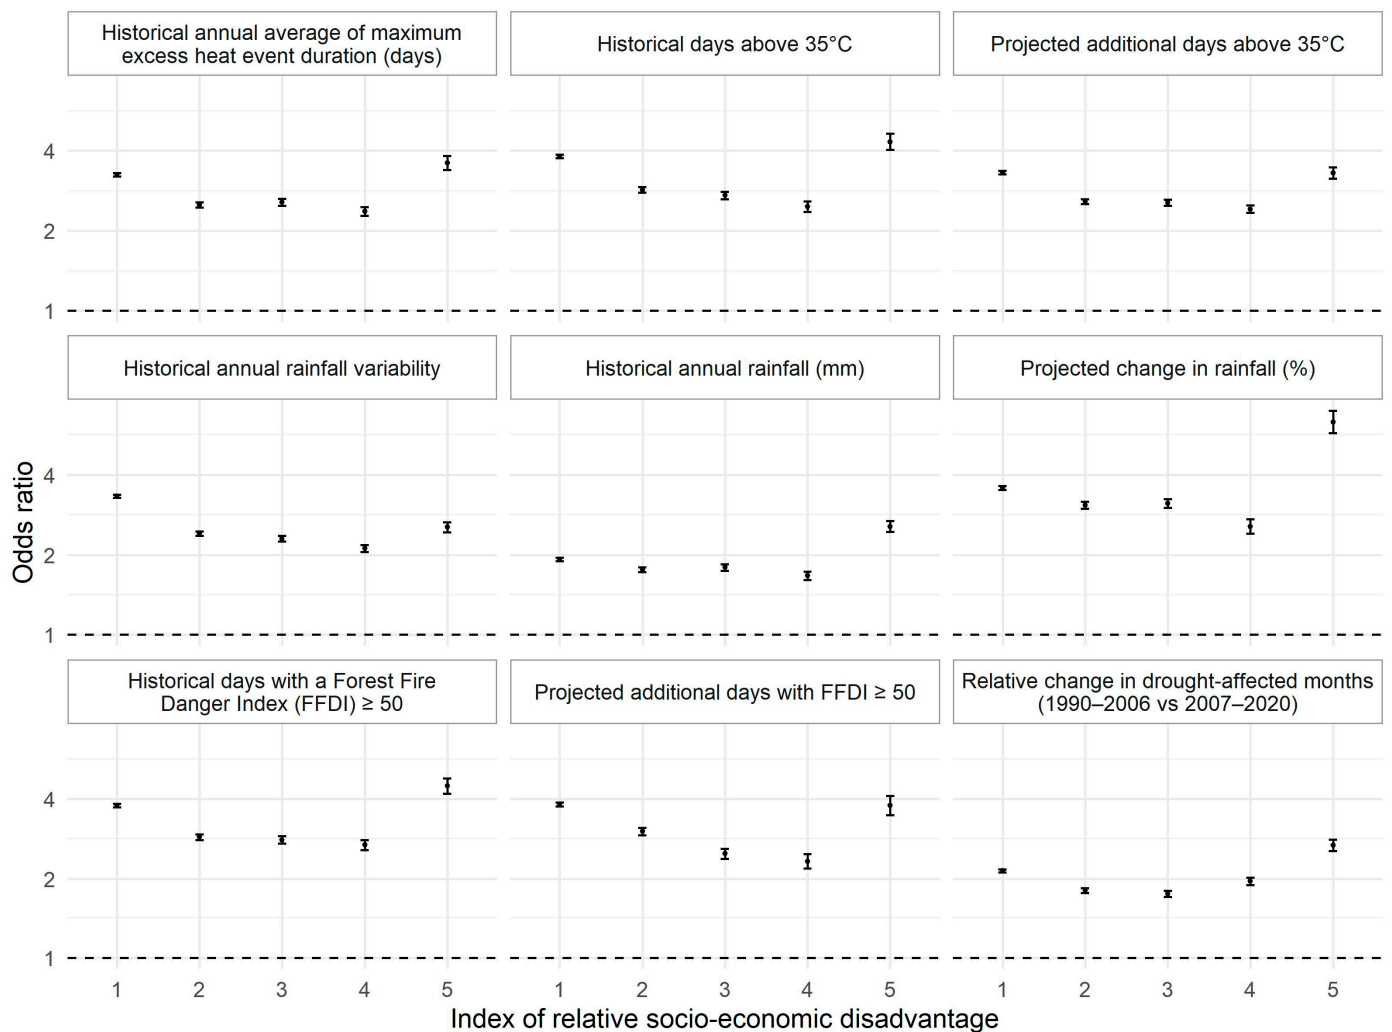 Historical annual average of maximum
excess heat event duration (days)
Historical days above 35°C
Projected additional days above 35°C
4
2
1
Historical annual rainfall variability
Historical annual rainfall (mm)
Projected change in rainfall (%)
4
2
1
Odds ratio
Historical days with a Forest Fire
Danger Index (FFDI) ≥ 50
Projected additional days with FFDI ≥ 50
Relative change in drought-affected months
(1990–2006 vs 2007–2020)
4
2
1
1 2 3 4 5
1 2 3 4 5
1 2 3 4 5
Index of relative socio-economic disadvantage